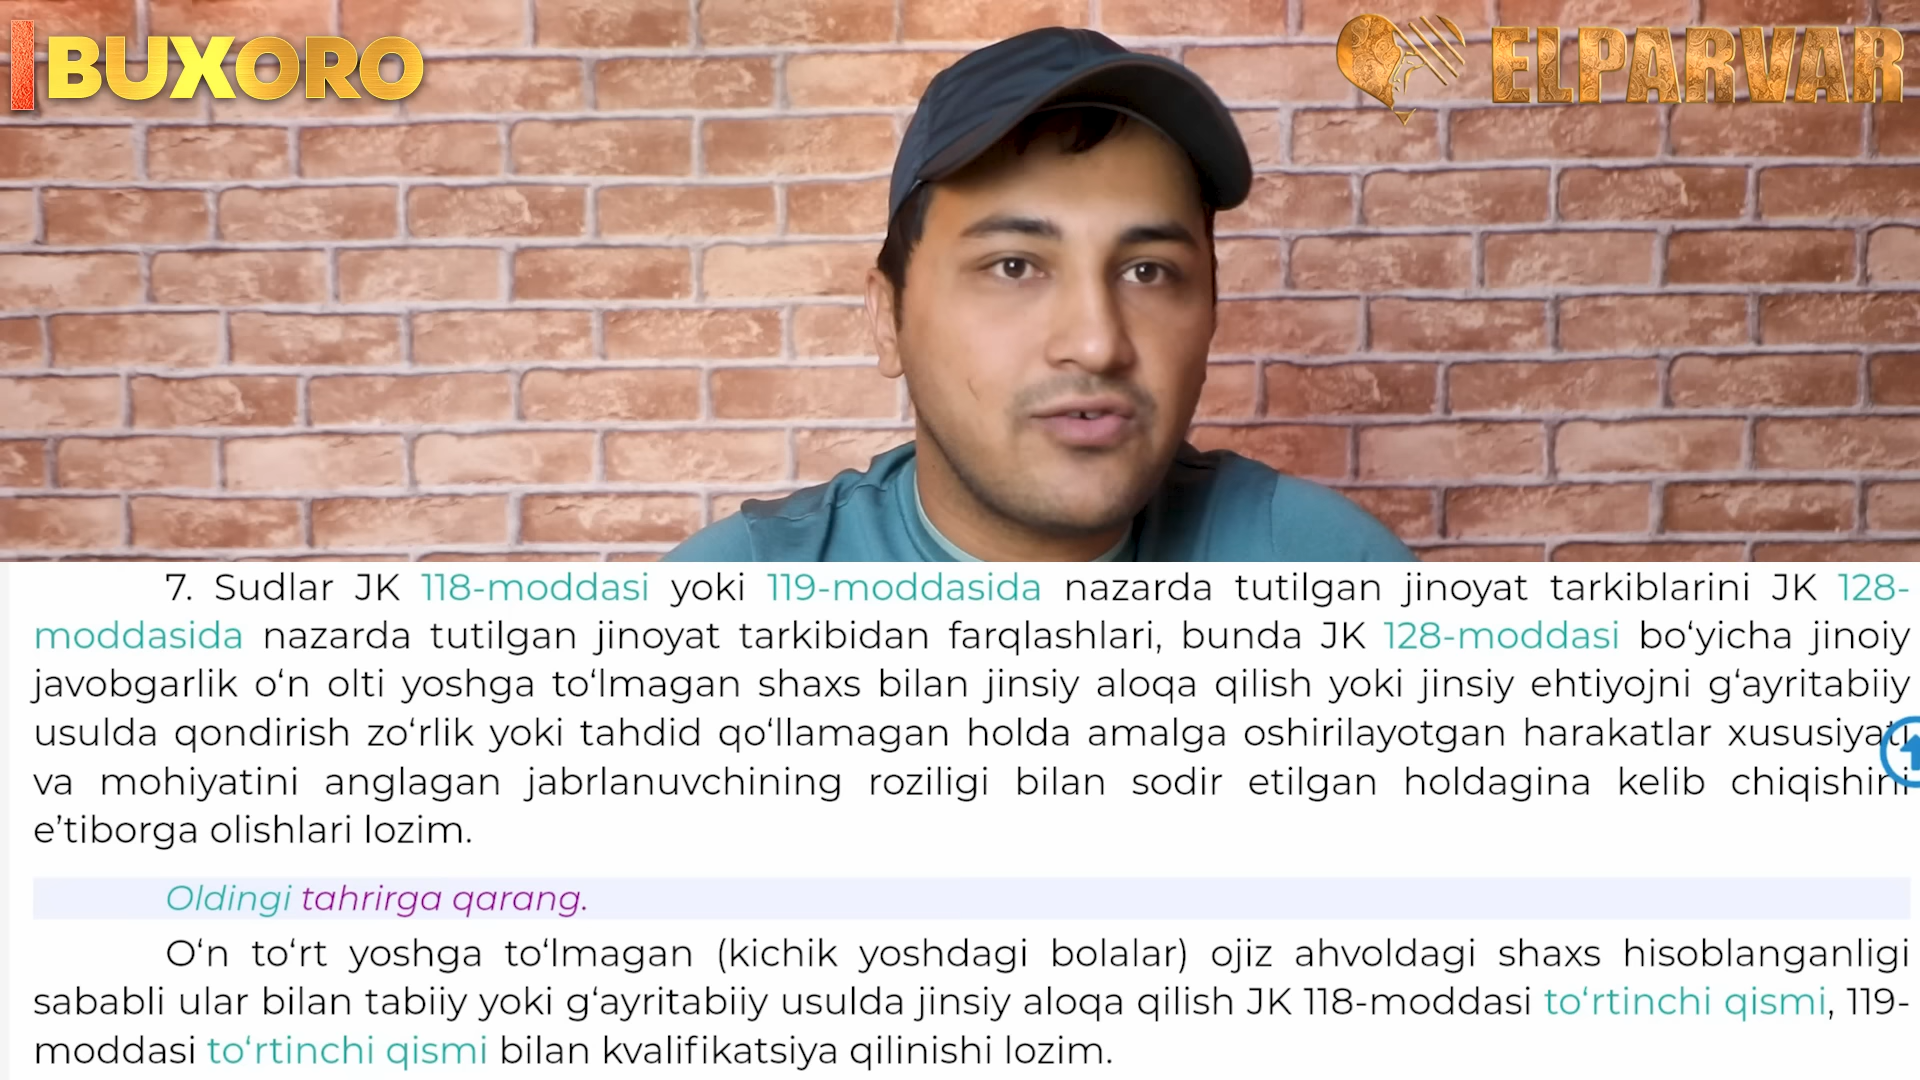 BUXORO
ELPARVAR
7. Sudlar JK 118-moddasi yoki 119-moddasida nazarda tutilgan jinoyat tarkiblarini JK 128-
moddasida nazarda tutilgan jinoyat tarkibidan farqlashlari, bunda JK 128-moddasi bo‘yicha jinoiy
javobgarlik o‘n olti yoshga to‘lmagan shaxs bilan jinsiy aloqa qilish yoki jinsiy ehtiyojni g‘ayritabiiy
usulda qondirish zo‘rlik yoki tahdid qo‘llamagan holda amalga oshirilayotgan harakatlar xususiyati
va mohiyatini anglagan jabrlanuvchining roziligi bilan sodir etilgan holdagina kelib chiqishini
e’tiborga olishlari lozim.
Oldingi tahrirga qarang.
O‘n to‘rt yoshga to‘lmagan (kichik yoshdagi bolalar) ojiz ahvoldagi shaxs hisoblanganligi
sababli ular bilan tabiiy yoki g‘ayritabiiy usulda jinsiy aloqa qilish JK 118-moddasi to‘rtinchi qismi, 119-
moddasi to‘rtinchi qismi bilan kvalifikatsiya qilinishi lozim.